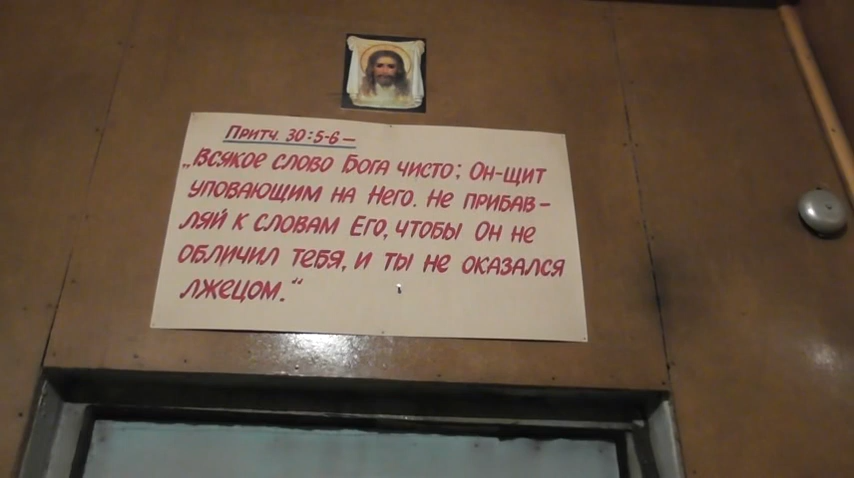 Притч. 30:5-6 –
„Всякое слово Бога чисто; Он-щит
уповающим на Него. Не прибав-
ляй к словам Его, чтобы Он не
обличил тебя, и ты не оказался
лжецом.“